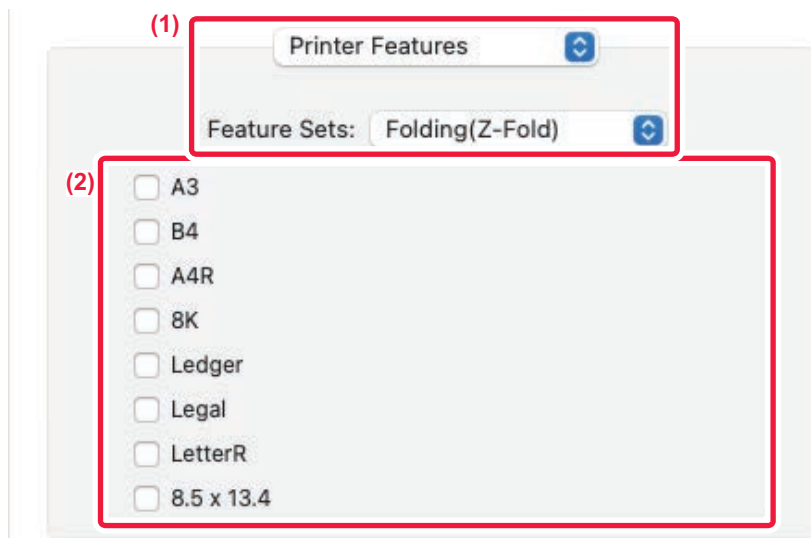 (1)
Printer Features
Feature Sets: Folding(Z-Fold)
(2)
A3
B4
A4R
8K
Ledger
Legal
LetterR
8.5 x 13.4